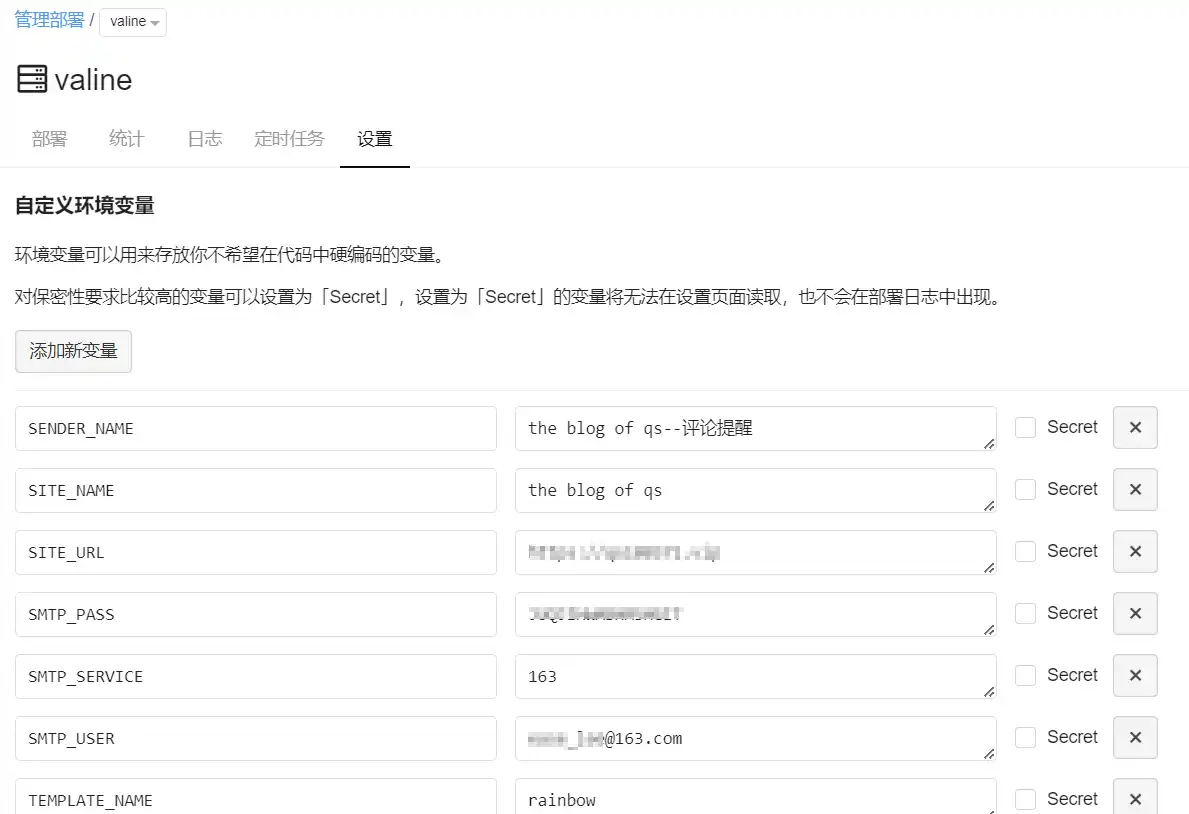 管理部署 / valine
valine
部署 统计 日志 定时任务 设置
自定义环境变量
环境变量可以用来存放你不希望在代码中硬编码的变量。
对保密性要求比较高的变量可以设置为「Secret」，设置为「Secret」的变量将无法在设置页面读取，也不会在部署日志中出现。
添加新变量
SENDER_NAME the blog of qs--评论提醒 Secret ×
SITE_NAME the blog of qs Secret ×
SITE_URL Secret ×
SMTP_PASS Secret ×
SMTP_SERVICE 163 Secret ×
SMTP_USER @163.com Secret ×
TEMPLATE_NAME rainbow Secret ×